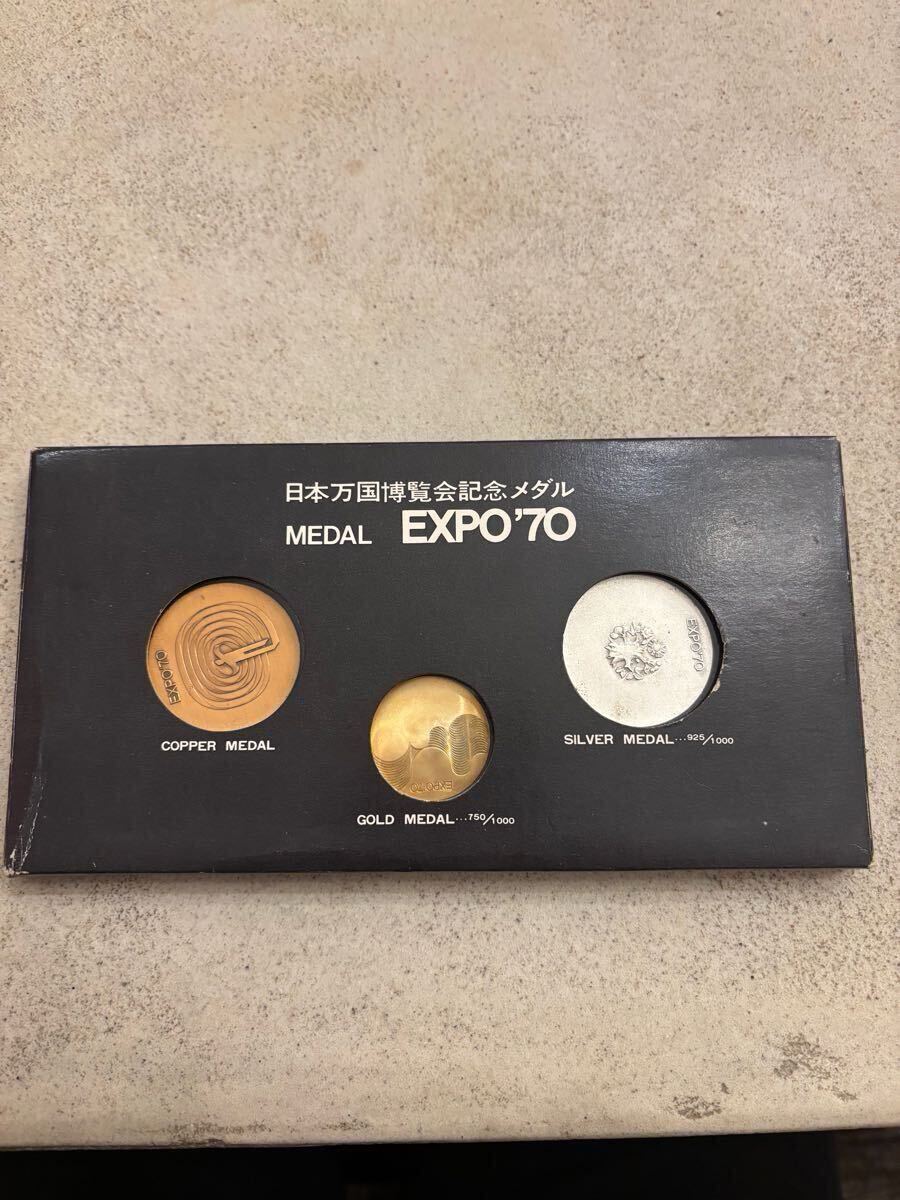 日本万国博覧会記念メダル
MEDAL EXPO'70
EXPO'70
COPPER MEDAL
EXPO'70
GOLD MEDAL...750/1000
EXPO'70
SILVER MEDAL...925/1000